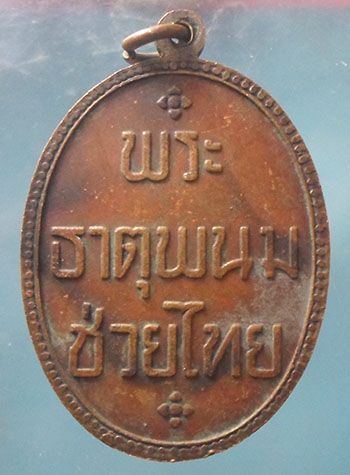 พระ
ธาตุพนม
ช่วยไทย